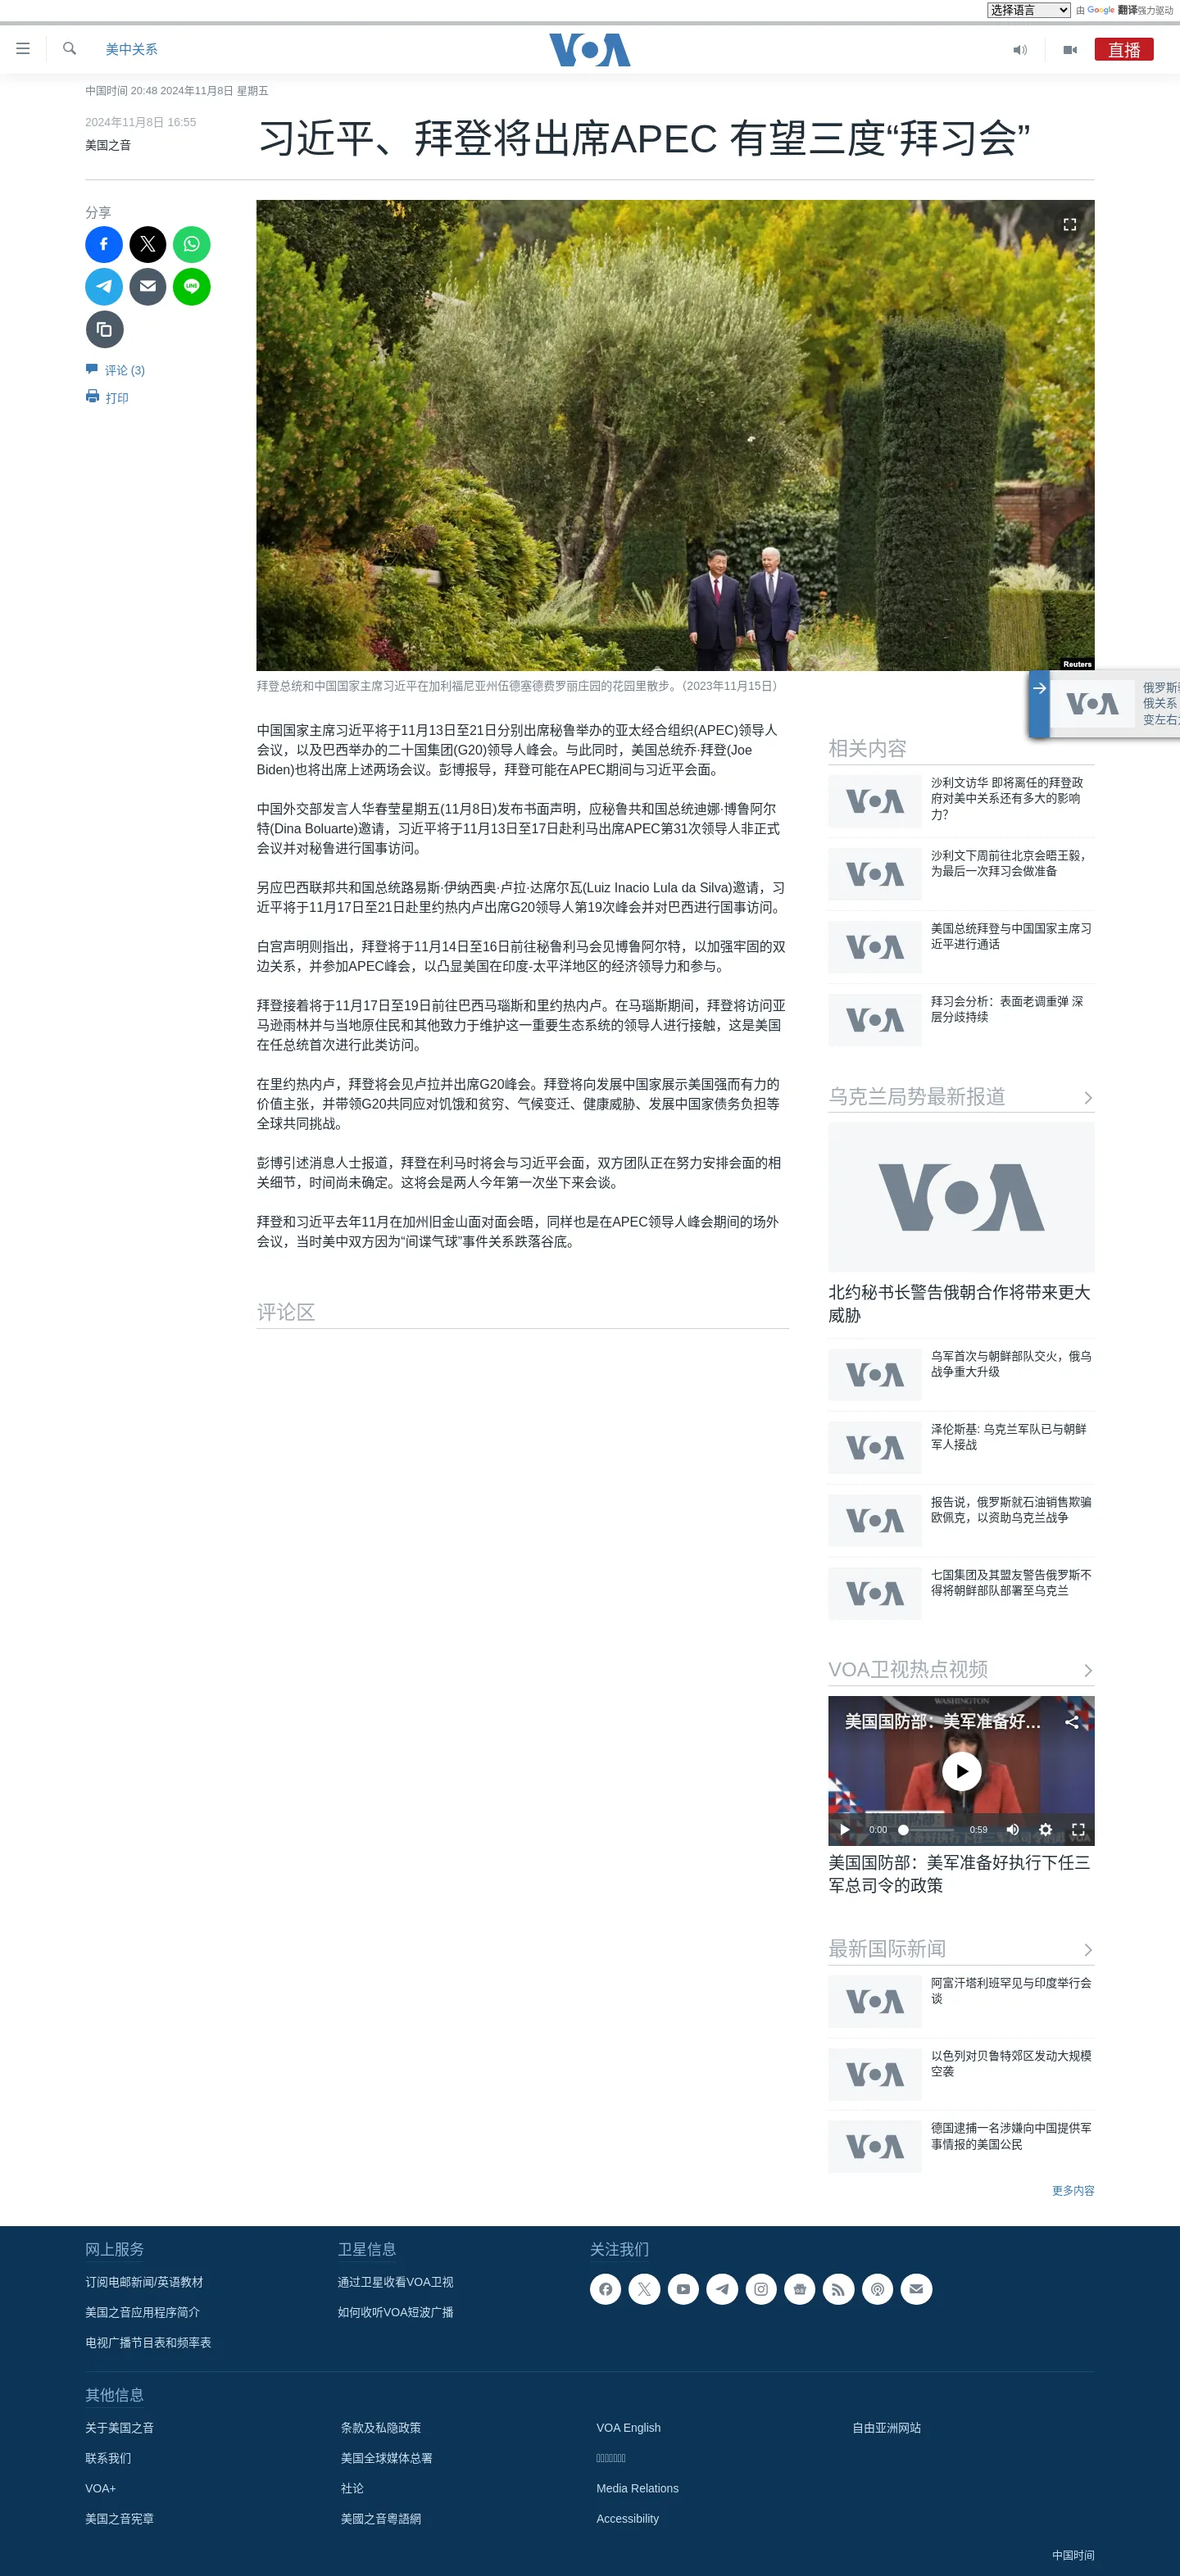 选择语言 由 Google 翻译强力驱动
美中关系
VOA
直播
中国时间 20:48 2024年11月8日 星期五
2024年11月8日 16:55
美国之音
习近平、拜登将出席APEC 有望三度“拜习会”
分享
评论 (3)
打印
Reuters
拜登总统和中国国家主席习近平在加利福尼亚州伍德塞德费罗丽庄园的花园里散步。（2023年11月15日）
中国国家主席习近平将于11月13日至21日分别出席秘鲁举办的亚太经合组织(APEC)领导人
会议，以及巴西举办的二十国集团(G20)领导人峰会。与此同时，美国总统乔·拜登(Joe
Biden)也将出席上述两场会议。彭博报导，拜登可能在APEC期间与习近平会面。
中国外交部发言人华春莹星期五(11月8日)发布书面声明，应秘鲁共和国总统迪娜·博鲁阿尔
特(Dina Boluarte)邀请，习近平将于11月13日至17日赴利马出席APEC第31次领导人非正式
会议并对秘鲁进行国事访问。
另应巴西联邦共和国总统路易斯·伊纳西奥·卢拉·达席尔瓦(Luiz Inacio Lula da Silva)邀请，习
近平将于11月17日至21日赴里约热内卢出席G20领导人第19次峰会并对巴西进行国事访问。
白宫声明则指出，拜登将于11月14日至16日前往秘鲁利马会见博鲁阿尔特，以加强牢固的双
边关系，并参加APEC峰会，以凸显美国在印度-太平洋地区的经济领导力和参与。
拜登接着将于11月17日至19日前往巴西马瑙斯和里约热内卢。在马瑙斯期间，拜登将访问亚
马逊雨林并与当地原住民和其他致力于维护这一重要生态系统的领导人进行接触，这是美国
在任总统首次进行此类访问。
在里约热内卢，拜登将会见卢拉并出席G20峰会。拜登将向发展中国家展示美国强而有力的
价值主张，并带领G20共同应对饥饿和贫穷、气候变迁、健康威胁、发展中国家债务负担等
全球共同挑战。
彭博引述消息人士报道，拜登在利马时将会与习近平会面，双方团队正在努力安排会面的相
关细节，时间尚未确定。这将会是两人今年第一次坐下来会谈。
拜登和习近平去年11月在加州旧金山面对面会晤，同样也是在APEC领导人峰会期间的场外
会议，当时美中双方因为“间谍气球”事件关系跌落谷底。
评论区
VOA
俄罗斯
俄关系
变左右
相关内容
VOA
沙利文访华 即将离任的拜登政
府对美中关系还有多大的影响
力？
VOA
沙利文下周前往北京会晤王毅，
为最后一次拜习会做准备
VOA
美国总统拜登与中国国家主席习
近平进行通话
VOA
拜习会分析：表面老调重弹 深
层分歧持续
乌克兰局势最新报道
VOA
北约秘书长警告俄朝合作将带来更大
威胁
VOA
乌军首次与朝鲜部队交火，俄乌
战争重大升级
VOA
泽伦斯基: 乌克兰军队已与朝鲜
军人接战
VOA
报告说，俄罗斯就石油销售欺骗
欧佩克，以资助乌克兰战争
VOA
七国集团及其盟友警告俄罗斯不
得将朝鲜部队部署至乌克兰
VOA卫视热点视频
WASHINGTON
美国国防部：美军准备好…
0:00
0:59
美国国防部：美军准备好执行下任三
军总司令的政策
最新国际新闻
VOA
阿富汗塔利班罕见与印度举行会
谈
VOA
以色列对贝鲁特郊区发动大规模
空袭
VOA
德国逮捕一名涉嫌向中国提供军
事情报的美国公民
更多内容
网上服务
订阅电邮新闻/英语教材
美国之音应用程序简介
电视广播节目表和频率表
卫星信息
通过卫星收看VOA卫视
如何收听VOA短波广播
关注我们
其他信息
关于美国之音
联系我们
VOA+
美国之音宪章
条款及私隐政策
美国全球媒体总署
社论
美國之音粵語網
VOA English
Media Relations
Accessibility
自由亚洲网站
中国时间